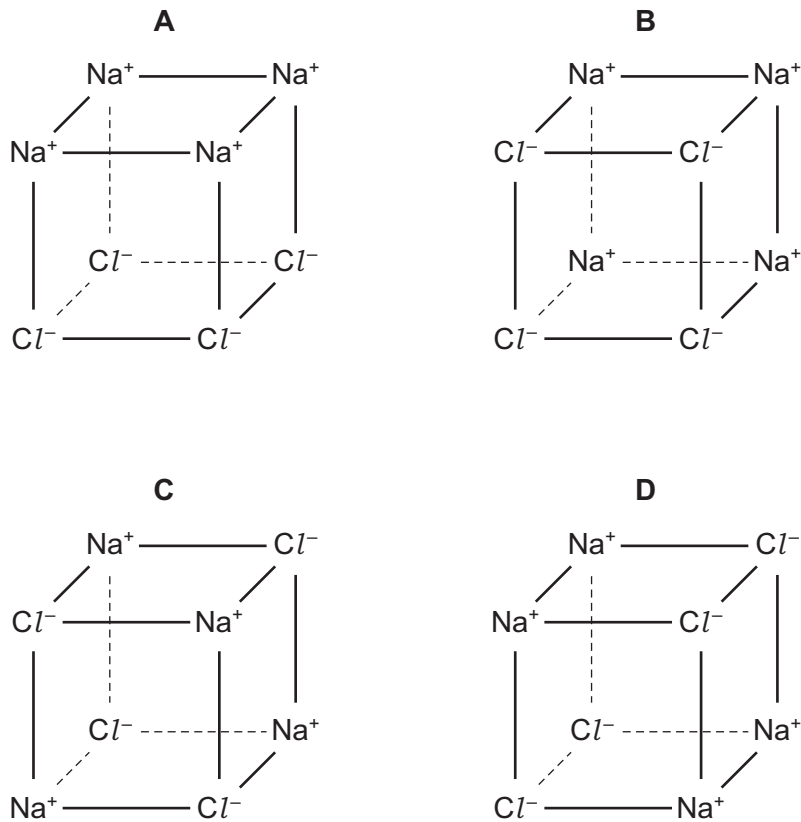 A B
Na⁺ Na⁺ Na⁺ Na⁺
Na⁺ Na⁺ Cl⁻ Cl⁻
Cl⁻ Cl⁻ Na⁺ Na⁺
Cl⁻ Cl⁻ Cl⁻ Cl⁻
C D
Na⁺ Cl⁻ Na⁺ Cl⁻
Cl⁻ Na⁺ Na⁺ Cl⁻
Cl⁻ Na⁺ Cl⁻ Na⁺
Na⁺ Cl⁻ Cl⁻ Na⁺